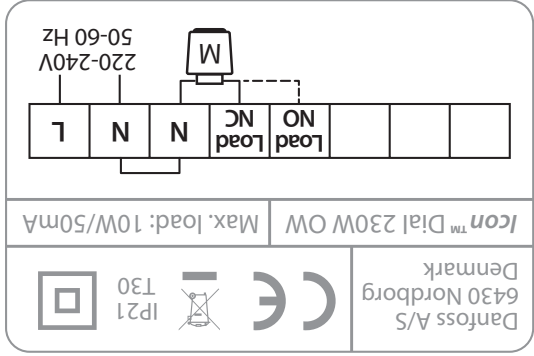 Danfoss A/S
6430 Nordborg
Denmark
IP21
T30
Icon™ Dial 230W OW
Max. load: 10W/50mA
Load
NO
Load
NC
N
N
L
M
220-240V
50-60 Hz